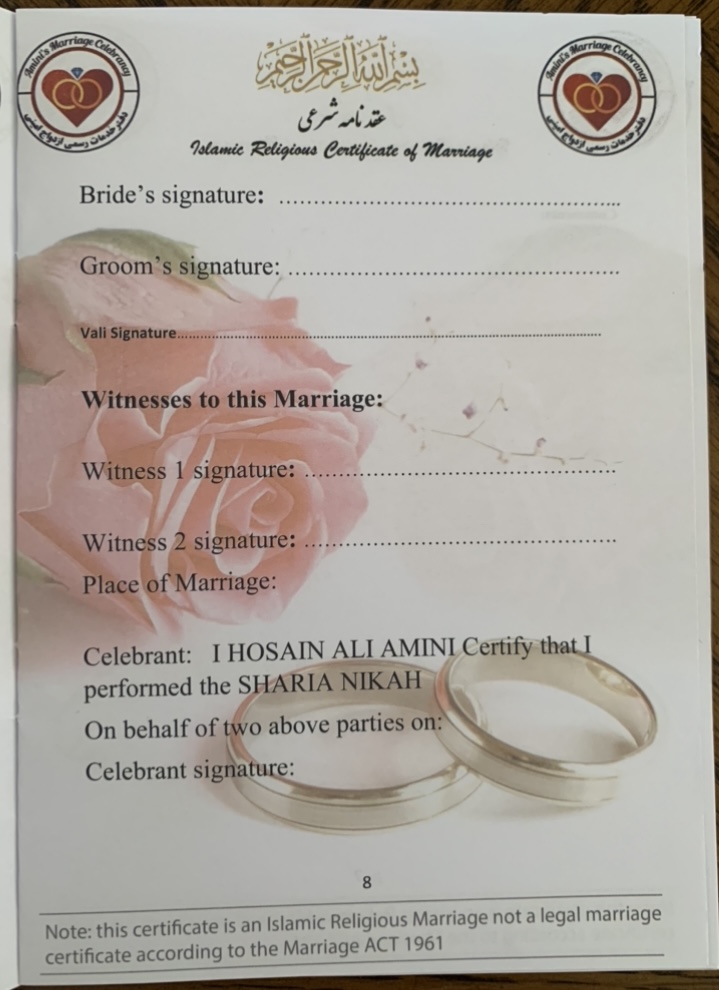 Amini's Marriage Celebrancy
دفتر خدمات رسمی ازدواج امینی
بسم الله الرحمن الرحيم
Amini's Marriage Celebrancy
دفتر خدمات رسمی ازدواج امینی
عقد نامه شرعی
Islamic Religious Certificate of Marriage
Bride's signature: ................................................
Groom's signature: ................................................
Vali Signature................................................
Witnesses to this Marriage:
Witness 1 signature: ................................................
Witness 2 signature: ................................................
Place of Marriage:
Celebrant: I HOSAIN ALI AMINI Certify that I
performed the SHARIA NIKAH
On behalf of two above parties on:
Celebrant signature:
8
Note: this certificate is an Islamic Religious Marriage not a legal marriage
certificate according to the Marriage ACT 1961